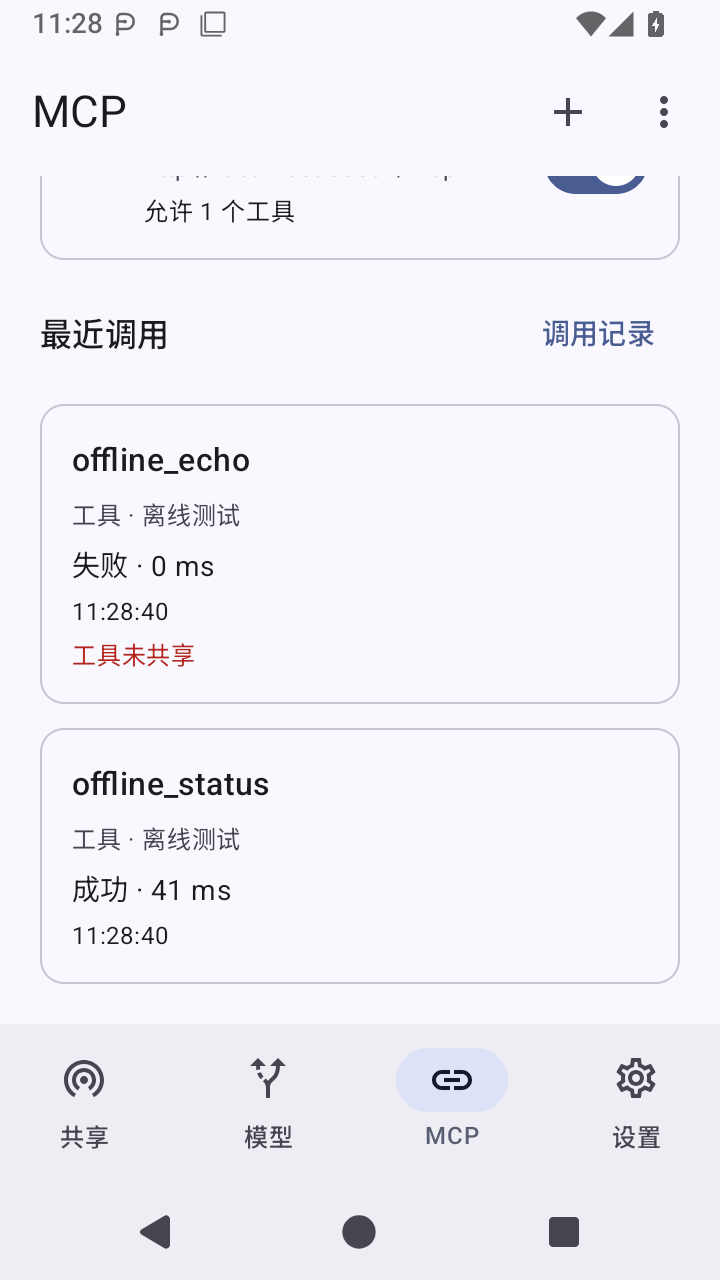 11:28
MCP
允许 1 个工具
最近调用
调用记录
offline_echo
工具 · 离线测试
失败 · 0 ms
11:28:40
工具未共享
offline_status
工具 · 离线测试
成功 · 41 ms
11:28:40
共享
模型
MCP
设置